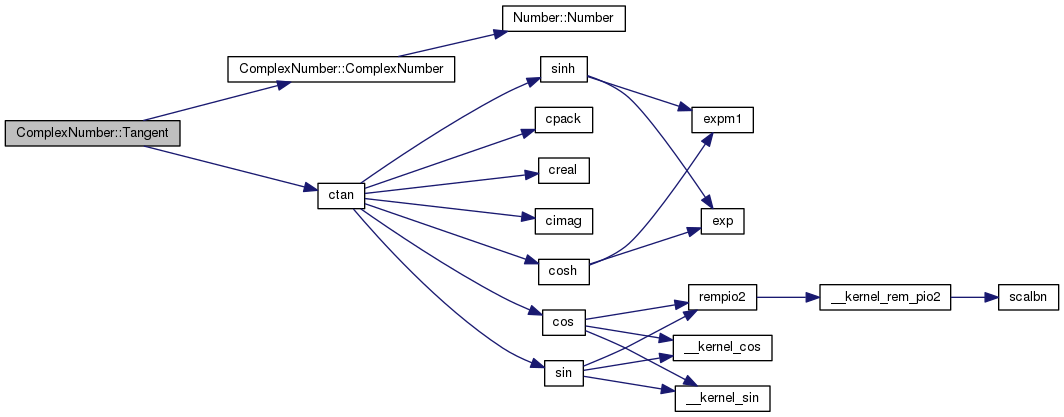 Number::Number
ComplexNumber::ComplexNumber
sinh
expm1
cpack
ComplexNumber::Tangent
creal
ctan
cimag
exp
cosh
rempio2
__kernel_rem_pio2
scalbn
cos
__kernel_cos
sin
__kernel_sin